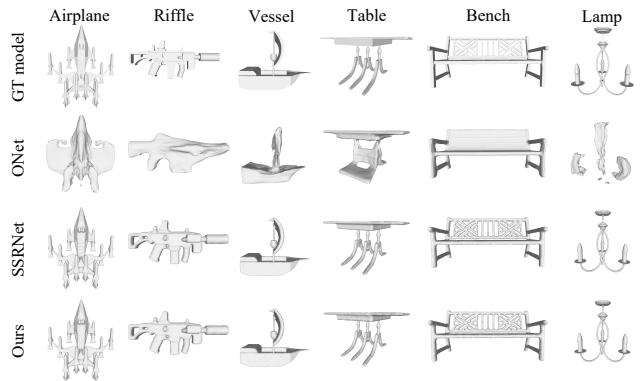 Airplane Riffle Vessel Table Bench Lamp
GT model
ONet
SSRNet
Ours